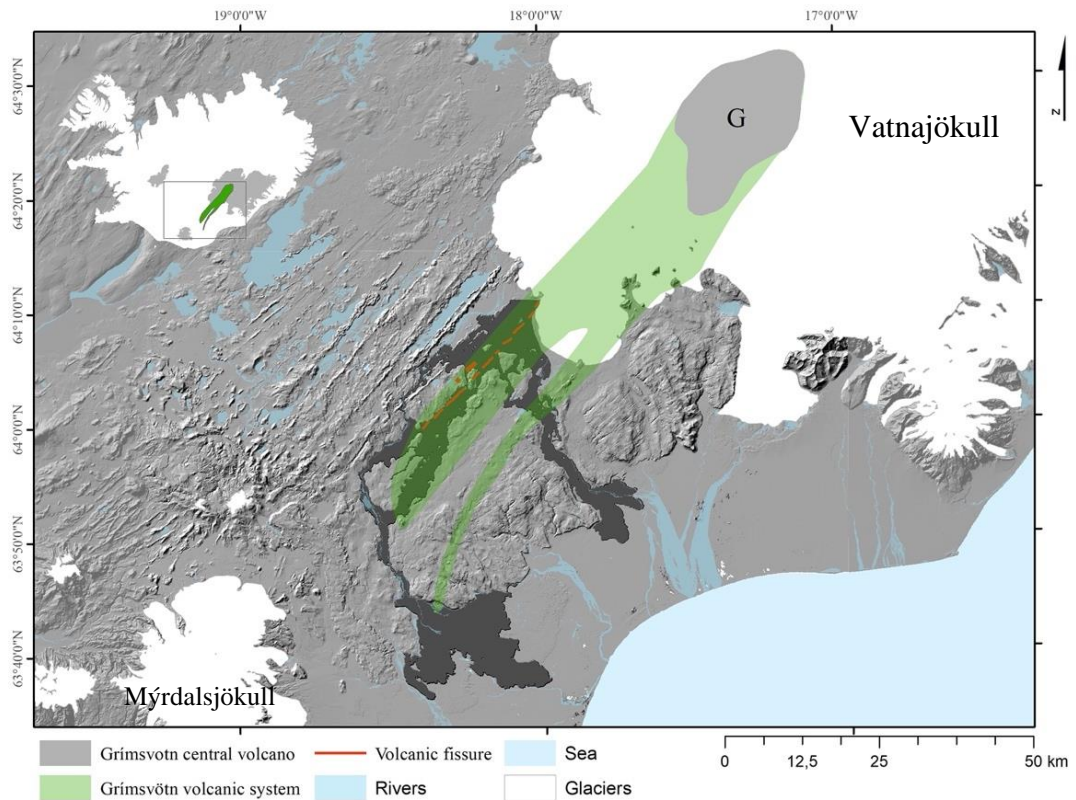 19°0'0"W 18°0'0"W 17°0'0"W
64°30'0"N
64°20'0"N
64°10'0"N
64°0'0"N
63°50'0"N
63°40'0"N
N
G
Vatnajökull
Mýrdalsjökull
Grímsvotn central volcano
Volcanic fissure
Sea
Grímsvötn volcanic system
Rivers
Glaciers
0 12,5 25 50 km